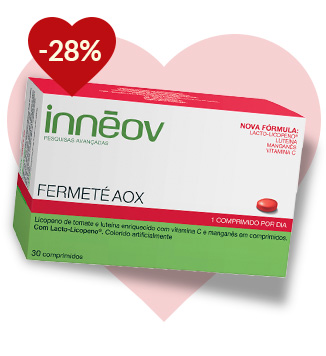 -28%
innēov
PESQUISAS AVANÇADAS
NOVA FÓRMULA:
LACTO-LICOPENO®
LUTEÍNA
MANGANÊS
VITAMINA C
FERMETÉ AOX
1 COMPRIMIDO POR DIA
Licopeno de tomate e luteína enriquecido com vitamina C e manganês em comprimidos.
Com Lacto-Licopeno®. Colorido artificialmente
30 comprimidos